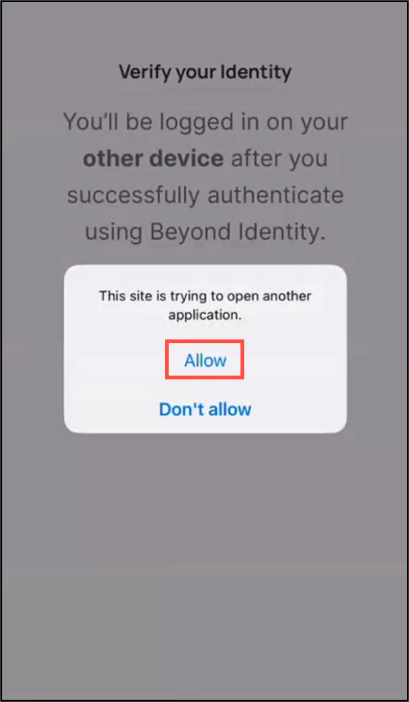 Verify your Identity
You'll be logged in on your
other device after you
successfully authenticate
using Beyond Identity.
This site is trying to open another
application.
Allow
Don't allow